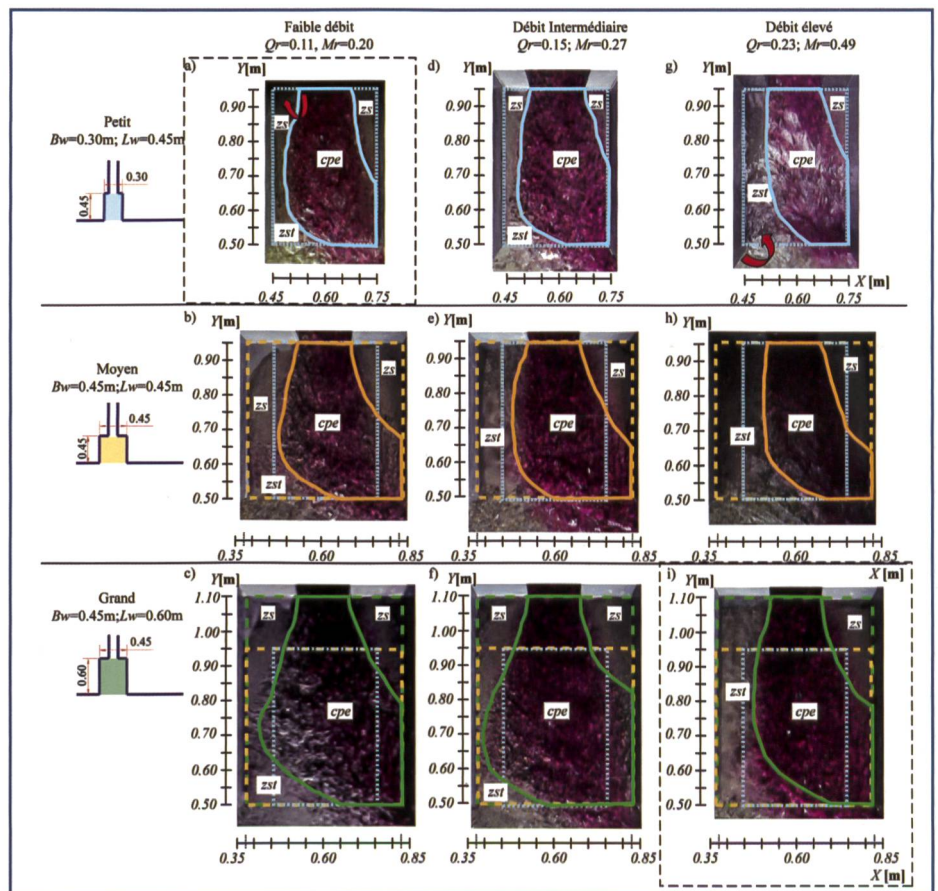 Faible débit
Qr=0.11, Mr=0.20
Débit Intermédiaire
Qr=0.15; Mr=0.27
Débit élevé
Qr=0.23; Mr=0.49
Petit
Bw=0.30m; Lw=0.45m
0.30
0.45
a) Y[m]
0.90
0.80
0.70
0.60
0.50
zs
zs
cpe
zst
0.45 0.60 0.75
d) Y[m]
0.90
0.80
0.70
0.60
0.50
zs
zs
cpe
zst
0.45 0.60 0.75
g) Y[m]
0.90
0.80
0.70
0.60
0.50
zs
cpe
zst
X [m]
0.45 0.60 0.75
Moyen
Bw=0.45m;Lw=0.45m
0.45
0.45
b) Y[m]
0.90
0.80
0.70
0.60
0.50
zs
zs
cpe
zst
0.35 0.60 0.85
e) Y[m]
0.90
0.80
0.70
0.60
0.50
zs
cpe
zst
0.35 0.60 0.85
h) Y[m]
0.90
0.80
0.70
0.60
0.50
zs
cpe
zst
0.35 0.60 0.85
X [m]
Grand
Bw=0.45m;Lw=0.60m
0.45
0.60
c) Y[m]
1.10
1.00
0.90
0.80
0.70
0.60
0.50
zs
zs
cpe
zst
0.35 0.60 0.85
f) Y[m]
1.10
1.00
0.90
0.80
0.70
0.60
0.50
zs
zs
cpe
zst
0.35 0.60 0.85
i) Y[m]
1.10
1.00
0.90
0.80
0.70
0.60
0.50
zs
zst
cpe
0.35 0.60 0.85
X [m]